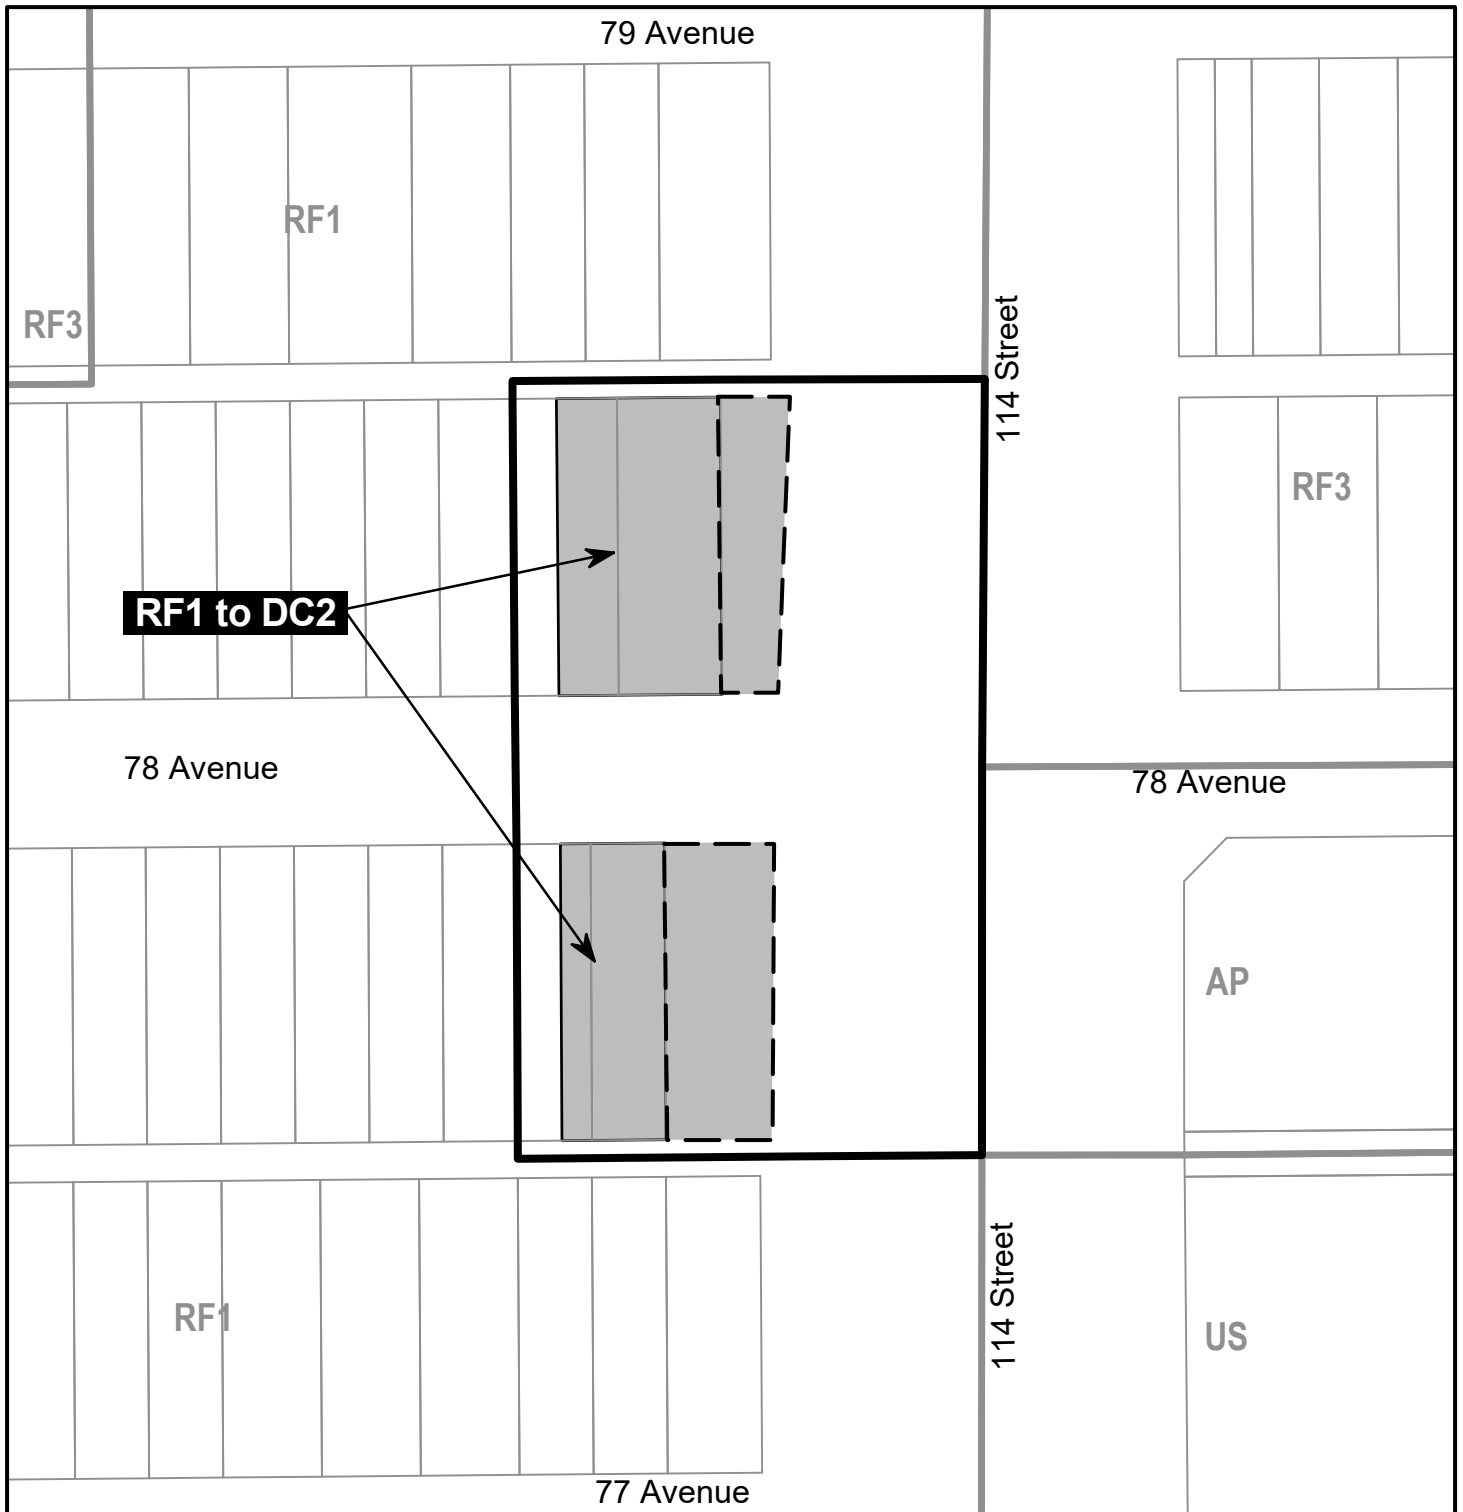 79 Avenue
RF1
RF3
114 Street
RF3
RF1 to DC2
78 Avenue
78 Avenue
AP
RF1
114 Street
US
77 Avenue